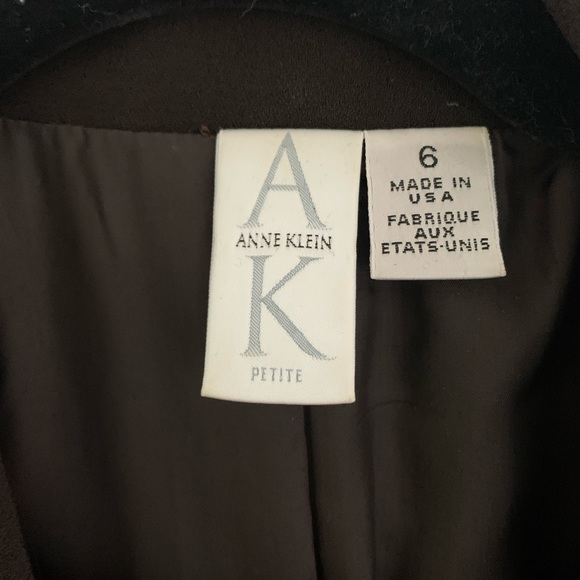 A
ANNE KLEIN
K
PETITE
6
MADE IN
USA
FABRIQUE
AUX
ETATS-UNIS